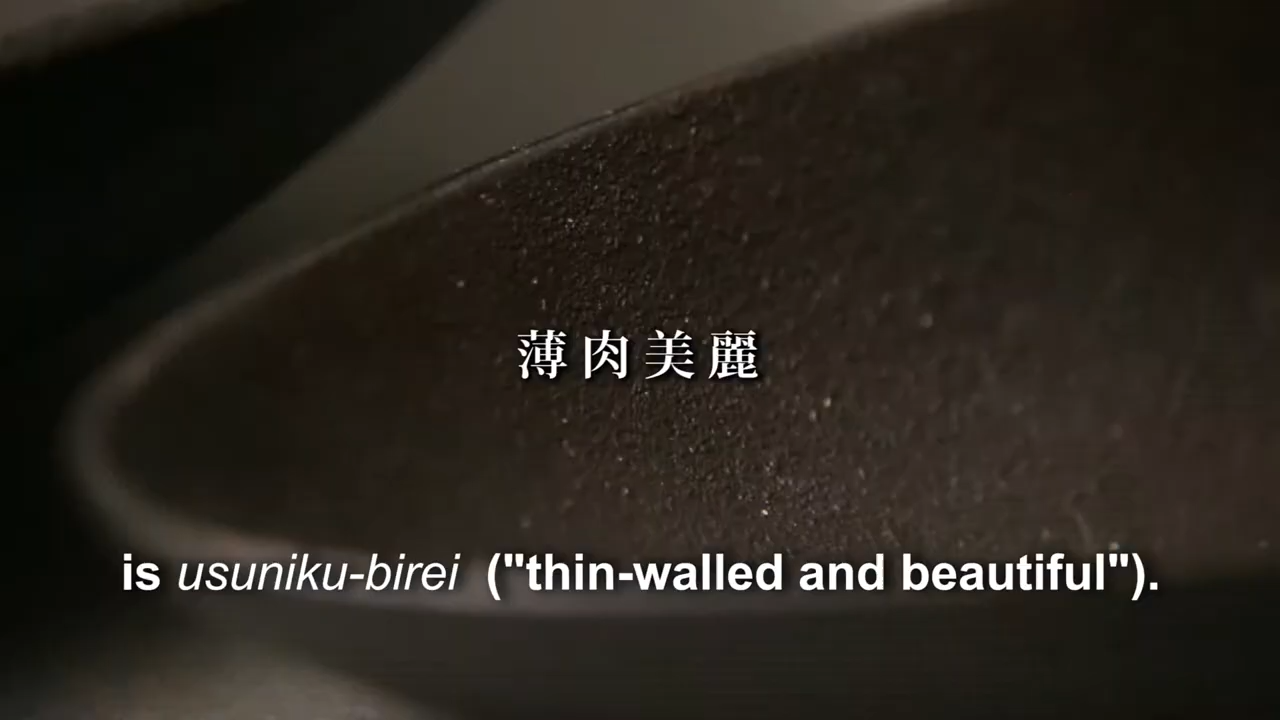 薄肉美麗
is usuniku-birei ("thin-walled and beautiful").